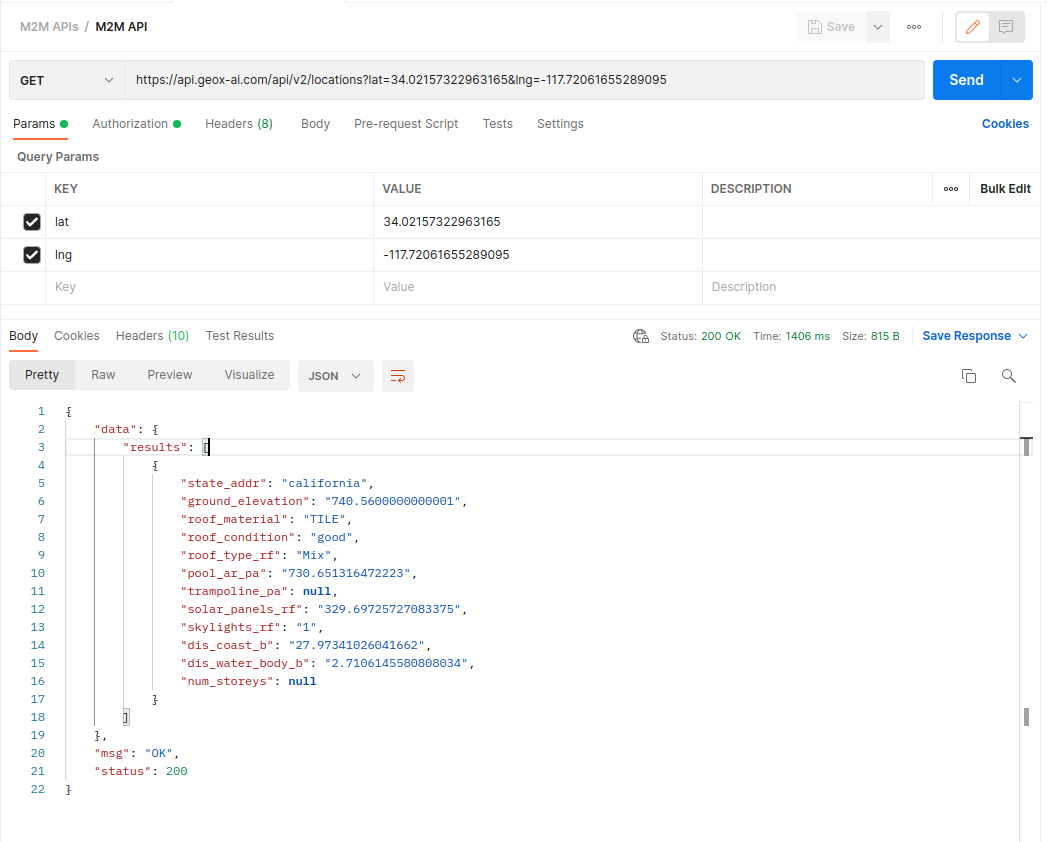 M2M APIs / M2M API
Save
GET https://api.geox-ai.com/api/v2/locations?lat=34.02157322963165&lng=-117.72061655289095 Send
Params Authorization Headers (8) Body Pre-request Script Tests Settings Cookies
Query Params
KEY VALUE DESCRIPTION Bulk Edit
lat 34.02157322963165
lng -117.72061655289095
Key Value Description
Body Cookies Headers (10) Test Results Status: 200 OK Time: 1406 ms Size: 815 B Save Response
Pretty Raw Preview Visualize JSON
1 {
2 "data": {
3 "results": [
4 {
5 "state_addr": "california",
6 "ground_elevation": "740.5600000000001",
7 "roof_material": "TILE",
8 "roof_condition": "good",
9 "roof_type_rf": "Mix",
10 "pool_ar_pa": "730.651316472223",
11 "trampoline_pa": null,
12 "solar_panels_rf": "329.69725727083375",
13 "skylights_rf": "1",
14 "dis_coast_b": "27.97341026041662",
15 "dis_water_body_b": "2.7106145580808034",
16 "num_storeys": null
17 }
18 ]
19 },
20 "msg": "OK",
21 "status": 200
22 }